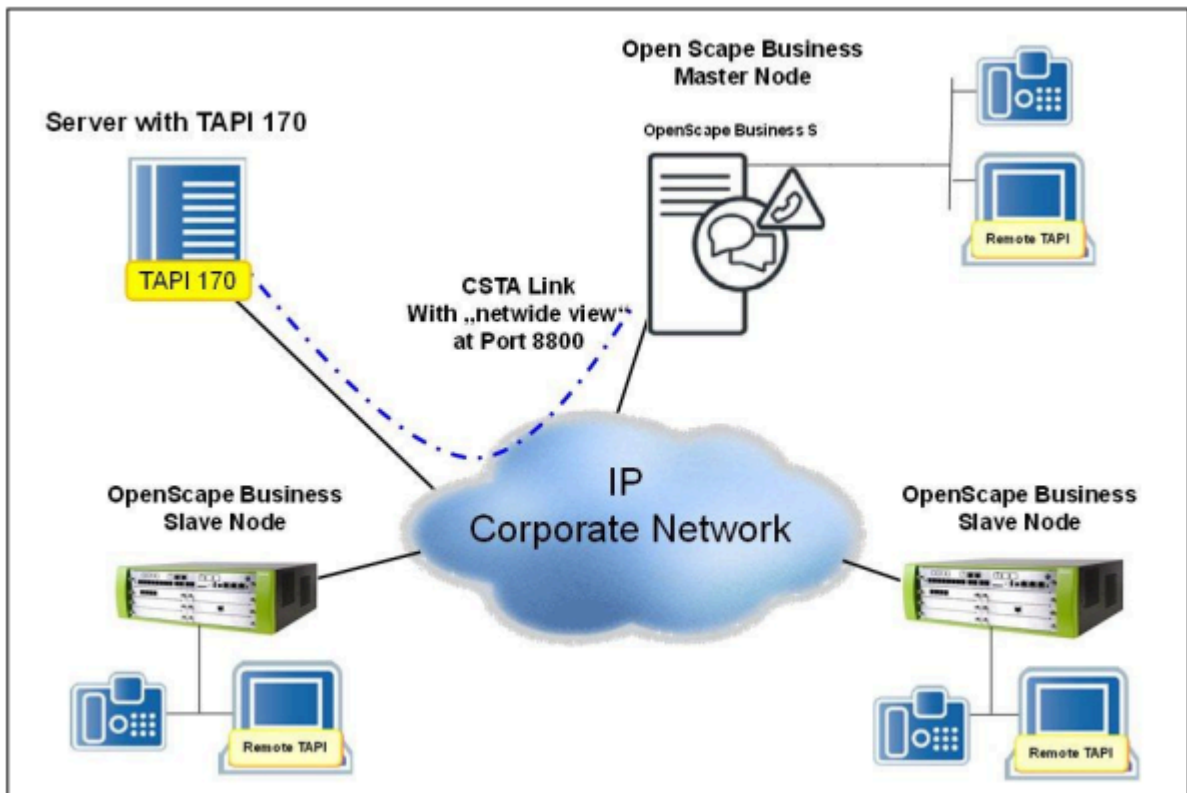 Open Scape Business
Master Node
Server with TAPI 170
OpenScape Business S
TAPI 170
Remote TAPI
CSTA Link
With „netwide view“
at Port 8800
IP
Corporate Network
OpenScape Business
Slave Node
OpenScape Business
Slave Node
Remote TAPI
Remote TAPI